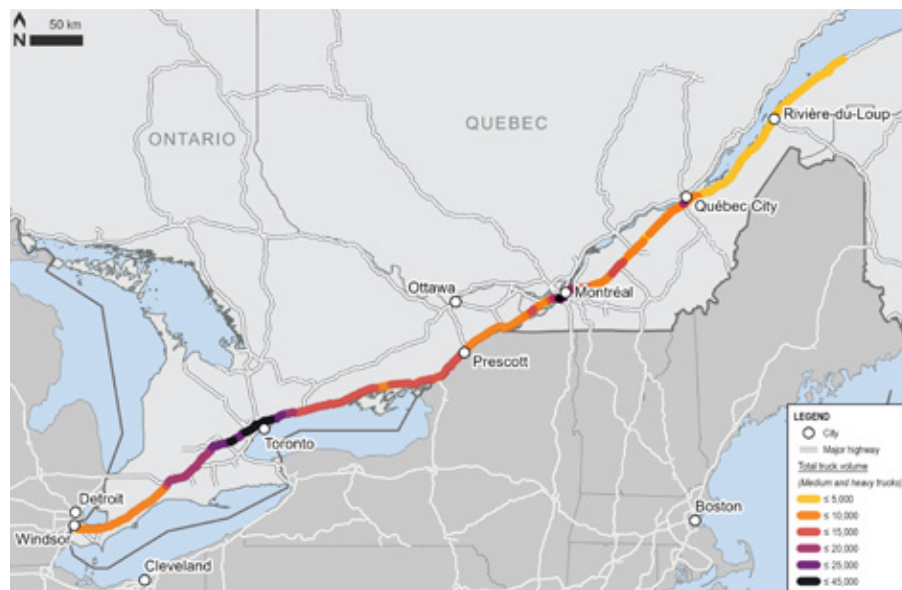 50 km
N
ONTARIO
QUEBEC
Rivière-du-Loup
Québec City
Ottawa
Montréal
Prescott
Toronto
Detroit
Windsor
Cleveland
Boston
LEGEND
City
Major highway
Total truck volume
(Medium and heavy trucks)
≤ 5,000
≤ 10,000
≤ 15,000
≤ 20,000
≤ 25,000
≤ 45,000